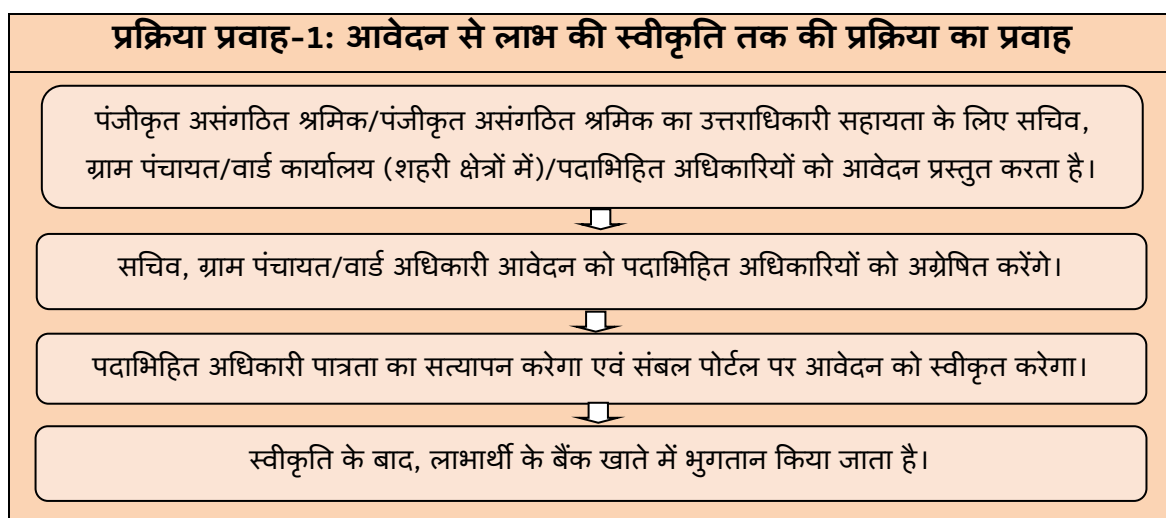 प्रक्रिया प्रवाह-1: आवेदन से लाभ की स्वीकृति तक की प्रक्रिया का प्रवाह
पंजीकृत असंगठित श्रमिक/पंजीकृत असंगठित श्रमिक का उत्तराधिकारी सहायता के लिए सचिव,
ग्राम पंचायत/वार्ड कार्यालय (शहरी क्षेत्रों में)/पदाभिहित अधिकारियों को आवेदन प्रस्तुत करता है।
सचिव, ग्राम पंचायत/वार्ड अधिकारी आवेदन को पदाभिहित अधिकारियों को अग्रेषित करेंगे।
पदाभिहित अधिकारी पात्रता का सत्यापन करेगा एवं संबल पोर्टल पर आवेदन को स्वीकृत करेगा।
स्वीकृति के बाद, लाभार्थी के बैंक खाते में भुगतान किया जाता है।